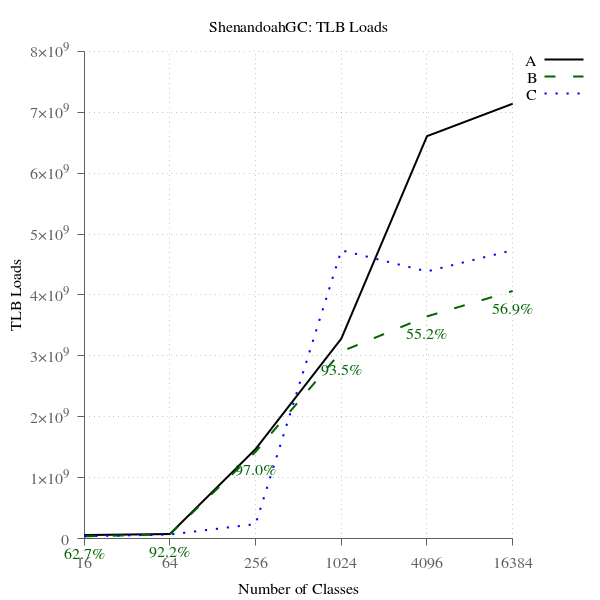 ShenandoahGC: TLB Loads
8×10⁹
7×10⁹
6×10⁹
5×10⁹
4×10⁹
3×10⁹
2×10⁹
1×10⁹
0
TLB Loads
A
B
C
62.7%
92.2%
97.0%
93.5%
55.2%
56.9%
16 64 256 1024 4096 16384
Number of Classes